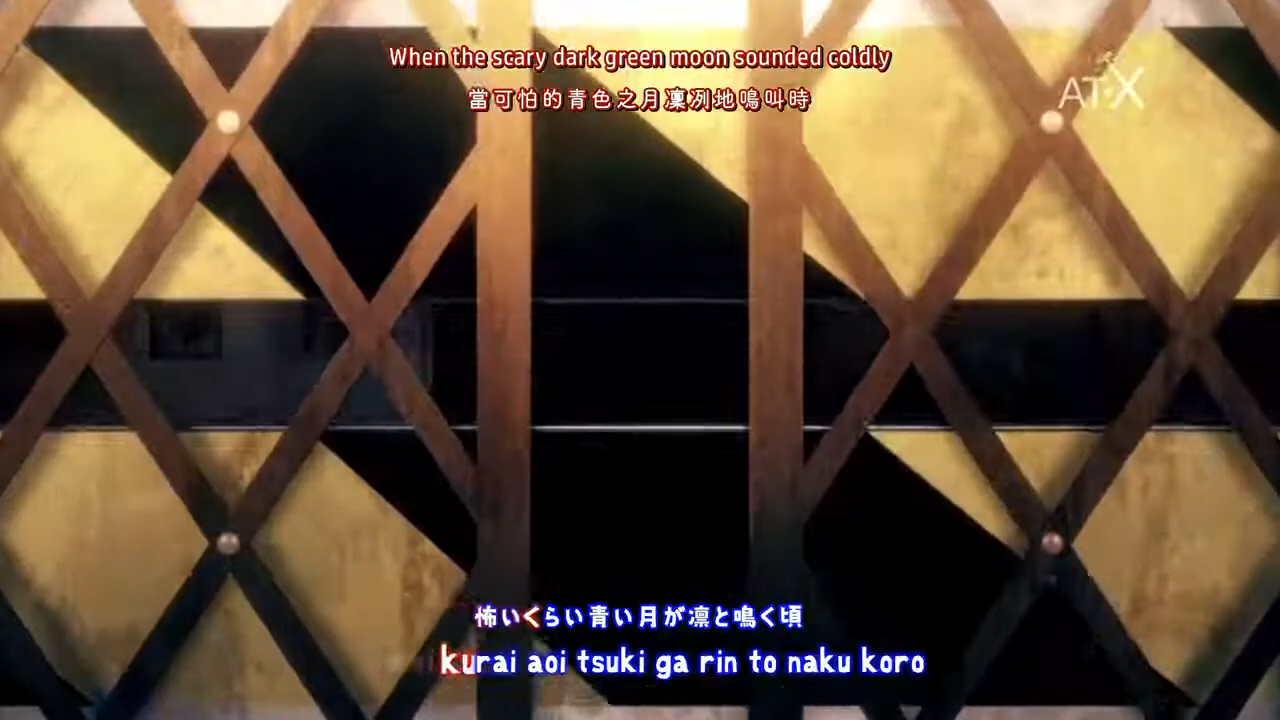 When the scary dark green moon sounded coldly
當可怕的青色之月凜冽地鳴叫時
AT-X
怖いくらい青い月が凛と鳴く頃
kurai aoi tsuki ga rin to naku koro